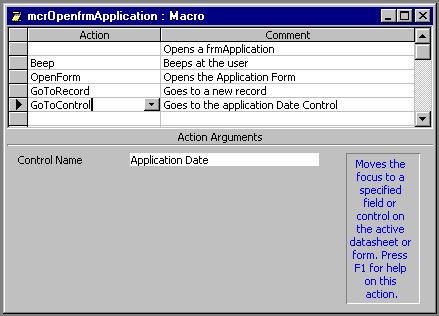 mcrOpenfrmApplication : Macro
Action Comment
Opens a frmApplication
Beep Beeps at the user
OpenForm Opens the Application Form
GoToRecord Goes to a new record
GoToControl Goes to the application Date Control
Action Arguments
Control Name Application Date
Moves the
focus to a
specified
field or
control on
the active
datasheet or
form. Press
F1 for help
on this
action.